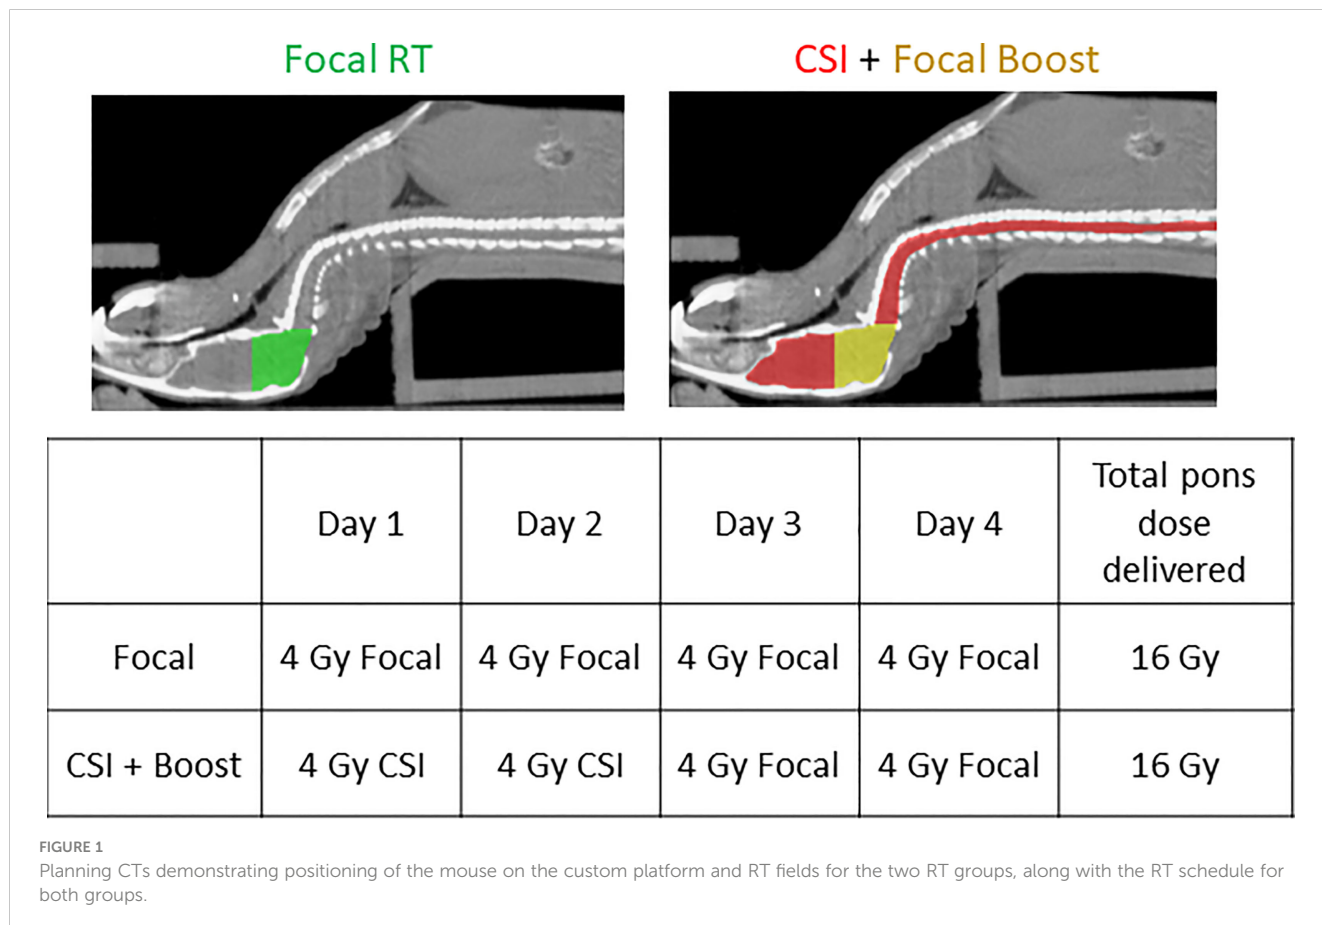 Focal RT
CSI + Focal Boost
Day 1
Day 2
Day 3
Day 4
Total pons
dose
delivered
Focal
4 Gy Focal
4 Gy Focal
4 Gy Focal
4 Gy Focal
16 Gy
CSI + Boost
4 Gy CSI
4 Gy CSI
4 Gy Focal
4 Gy Focal
16 Gy
FIGURE 1
Planning CTs demonstrating positioning of the mouse on the custom platform and RT fields for the two RT groups, along with the RT schedule for
both groups.